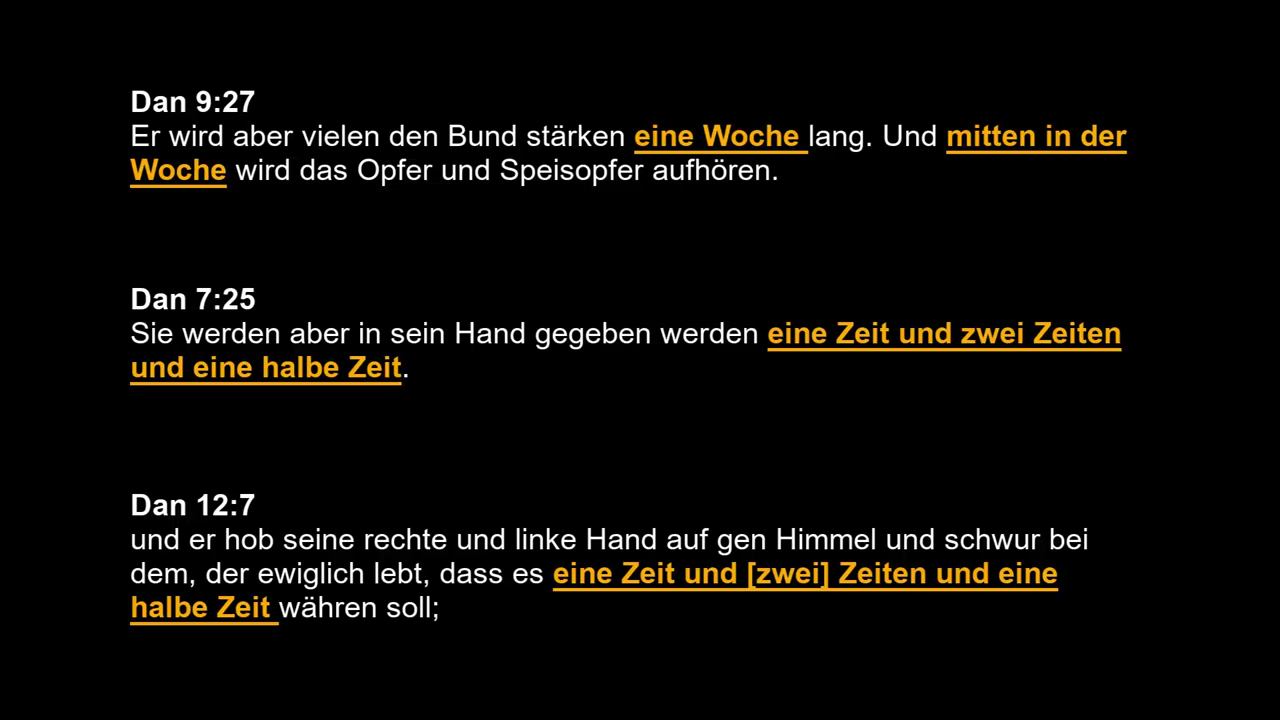 Dan 9:27
Er wird aber vielen den Bund stärken eine Woche lang. Und mitten in der
Woche wird das Opfer und Speisopfer aufhören.
Dan 7:25
Sie werden aber in sein Hand gegeben werden eine Zeit und zwei Zeiten
und eine halbe Zeit.
Dan 12:7
und er hob seine rechte und linke Hand auf gen Himmel und schwur bei
dem, der ewiglich lebt, dass es eine Zeit und [zwei] Zeiten und eine
halbe Zeit währen soll;